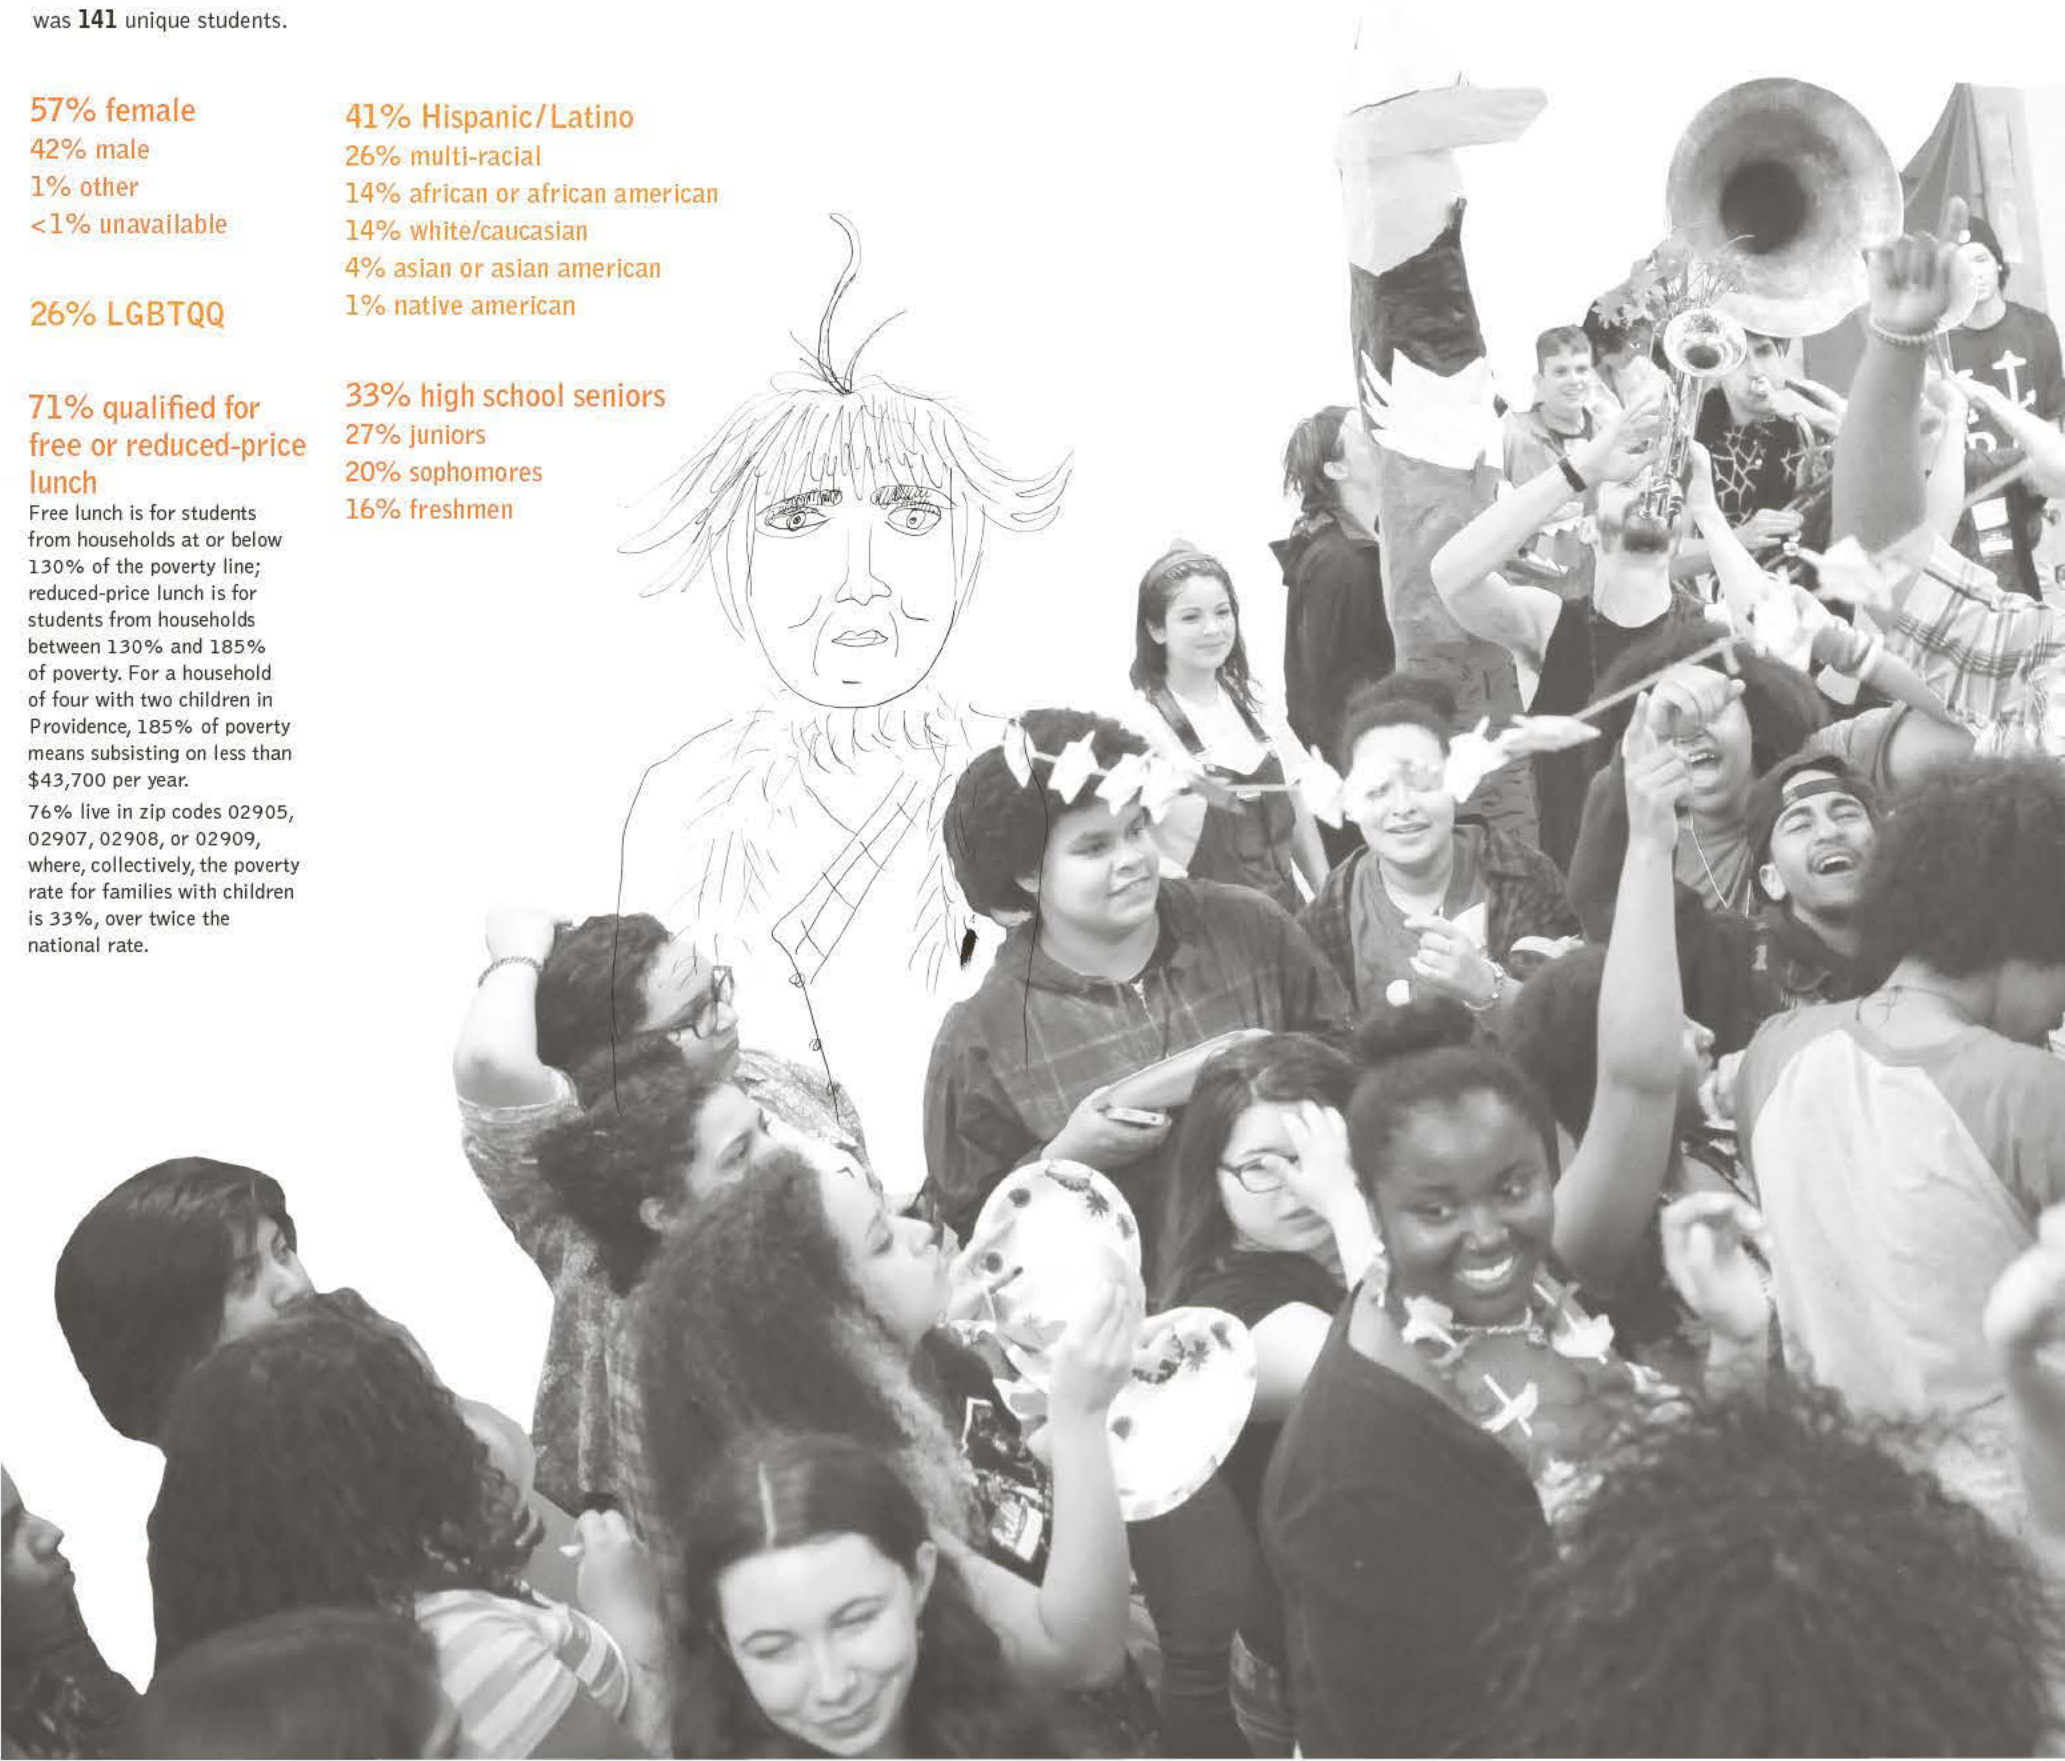 was 141 unique students.
57% female
42% male
1% other
<1% unavailable
26% LGBTQQ
71% qualified for
free or reduced-price
lunch
Free lunch is for students
from households at or below
130% of the poverty line;
reduced-price lunch is for
students from households
between 130% and 185%
of poverty. For a household
of four with two children in
Providence, 185% of poverty
means subsisting on less than
$43,700 per year.
76% live in zip codes 02905,
02907, 02908, or 02909,
where, collectively, the poverty
rate for families with children
is 33%, over twice the
national rate.
41% Hispanic/Latino
26% multi-racial
14% african or african american
14% white/caucasian
4% asian or asian american
1% native american
33% high school seniors
27% juniors
20% sophomores
16% freshmen